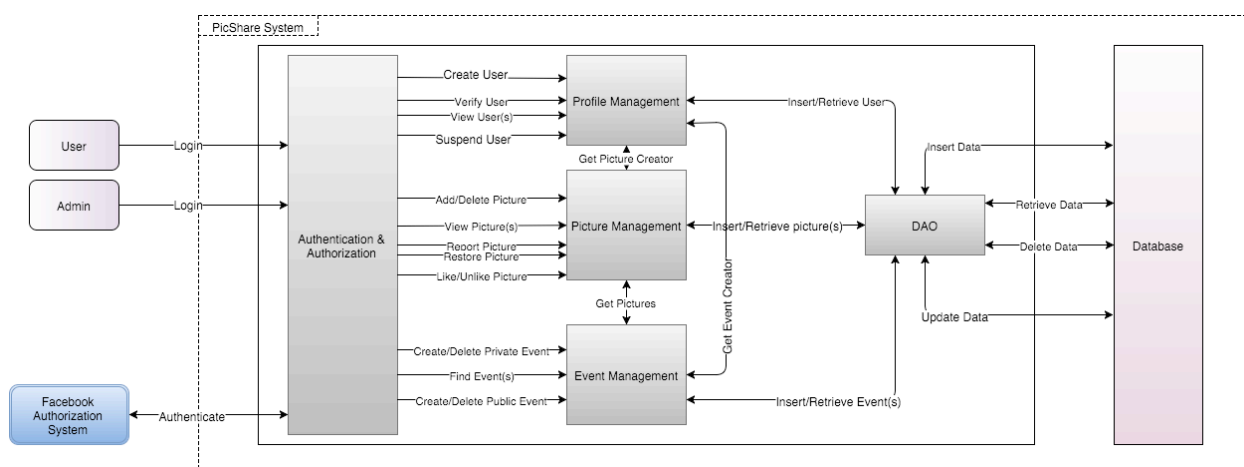 PicShare System
User
Login
Admin
Login
Facebook
Authorization
System
Authenticate
Authentication &
Authorization
Create User
Verify User
View User(s)
Suspend User
Add/Delete Picture
View Picture(s)
Report Picture
Restore Picture
Like/Unlike Picture
Create/Delete Private Event
Find Event(s)
Create/Delete Public Event
Profile Management
Get Picture Creator
Picture Management
Get Pictures
Event Management
Get Event Creator
Insert/Retrieve User
Insert/Retrieve picture(s)
Insert/Retrieve Event(s)
DAO
Insert Data
Retrieve Data
Delete Data
Update Data
Database